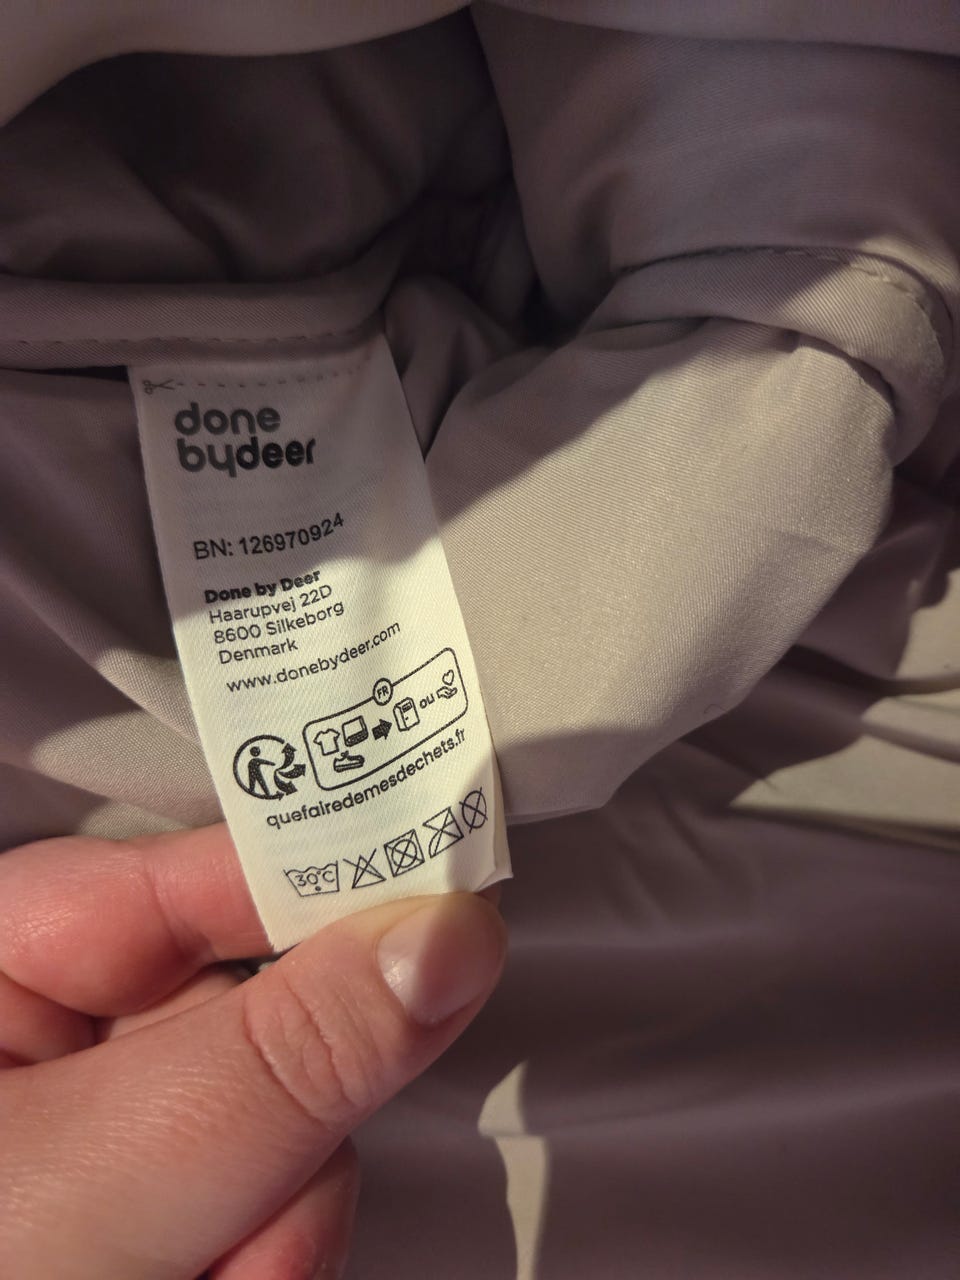 done
bydeer
BN: 126970924
Done by Deer
Haarupvej 22D
8600 Silkeborg
Denmark
www.donebydeer.com
FR
ou
quefairedemesdechets.fr
30°C